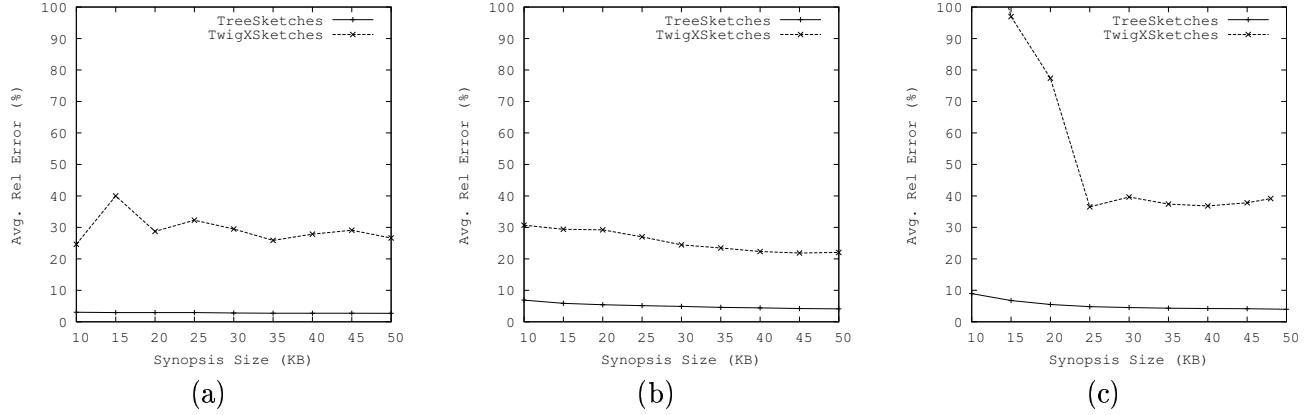 100
90
80
70
60
50
40
30
20
10
0
Avg. Rel Error (%)
TreeSketches
TwigXSketches
10 15 20 25 30 35 40 45 50
Synopsis Size (KB)
(a)
100
90
80
70
60
50
40
30
20
10
0
Avg. Rel Error (%)
TreeSketches
TwigXSketches
10 15 20 25 30 35 40 45 50
Synopsis Size (KB)
(b)
100
90
80
70
60
50
40
30
20
10
0
Avg. Rel Error (%)
TreeSketches
TwigXSketches
10 15 20 25 30 35 40 45 50
Synopsis Size (KB)
(c)